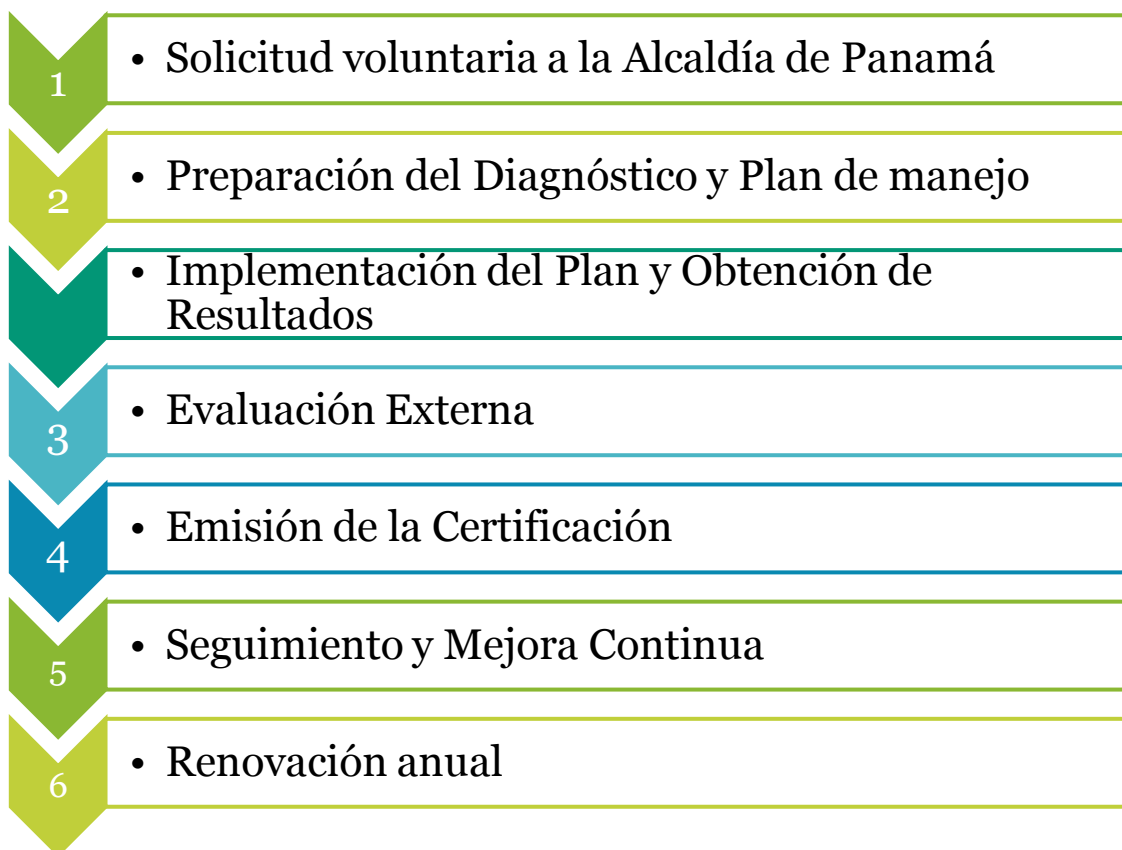 1
• Solicitud voluntaria a la Alcaldía de Panamá
2
• Preparación del Diagnóstico y Plan de manejo
• Implementación del Plan y Obtención de
Resultados
3
• Evaluación Externa
4
• Emisión de la Certificación
5
• Seguimiento y Mejora Continua
6
• Renovación anual